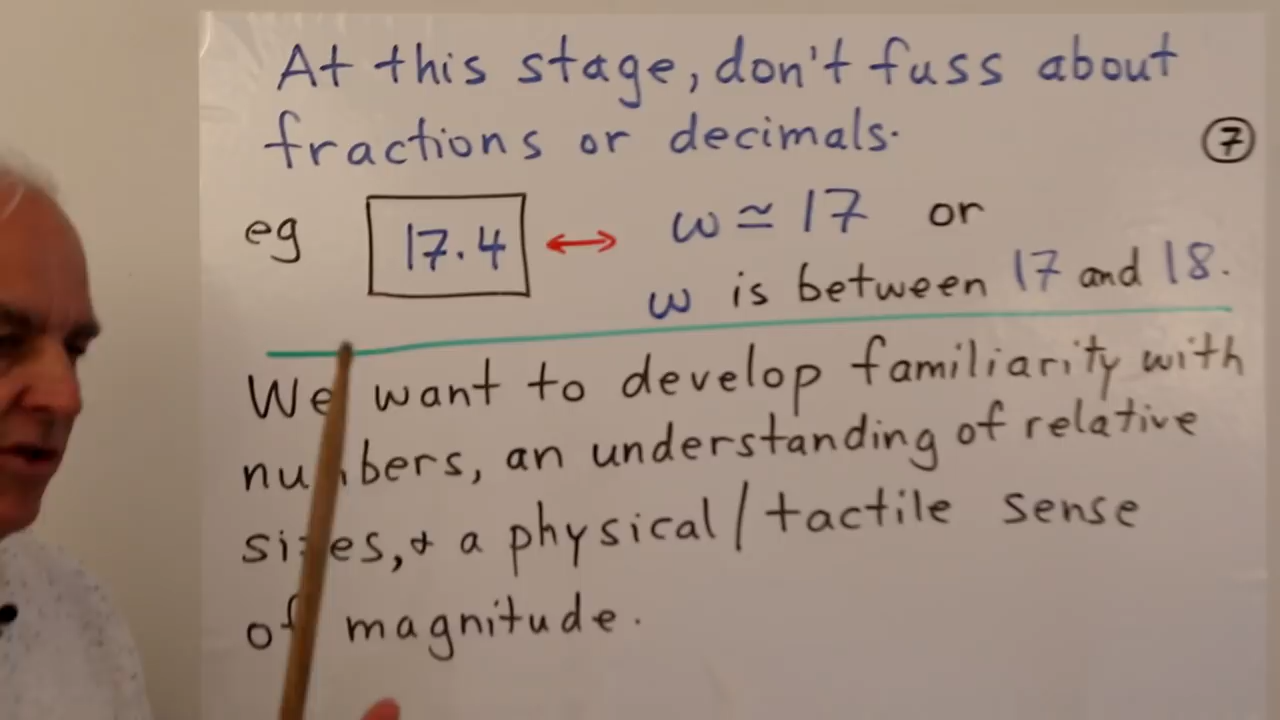 At this stage, don't fuss about
fractions or decimals.
7
eg 17.4 ↔ w ≃ 17 or
w is between 17 and 18.
We want to develop familiarity with
numbers, an understanding of relative
sizes, & a physical/tactile sense
of magnitude.